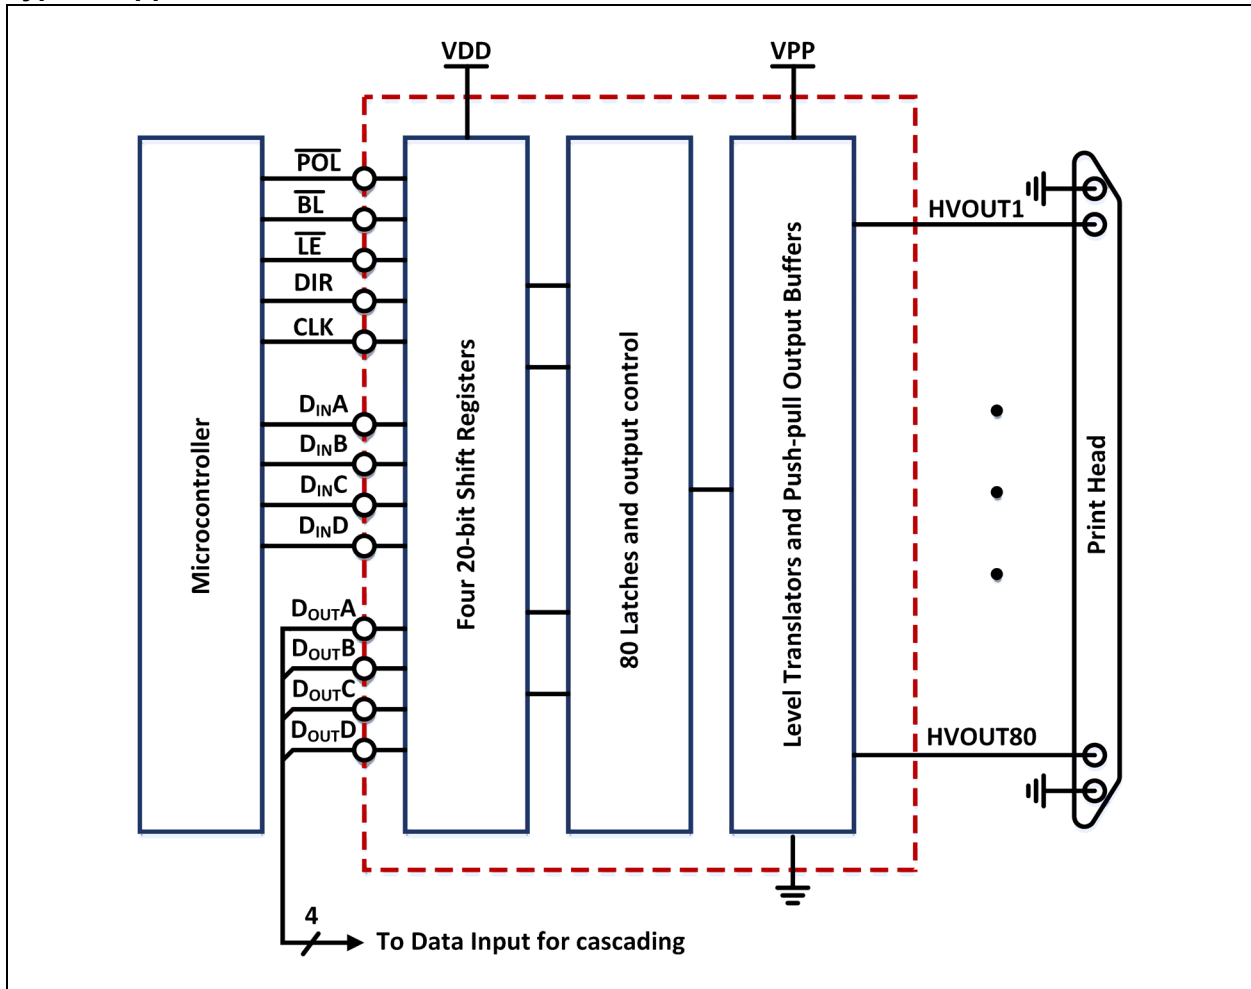 VDD
VPP
POL
BL
LE
DIR
CLK
DINA
DINB
DINC
DIND
DOUTA
DOUTB
DOUTC
DOUTD
Microcontroller
Four 20-bit Shift Registers
80 Latches and output control
Level Translators and Push-pull Output Buffers
HVOUT1
HVOUT80
Print Head
4
To Data Input for cascading